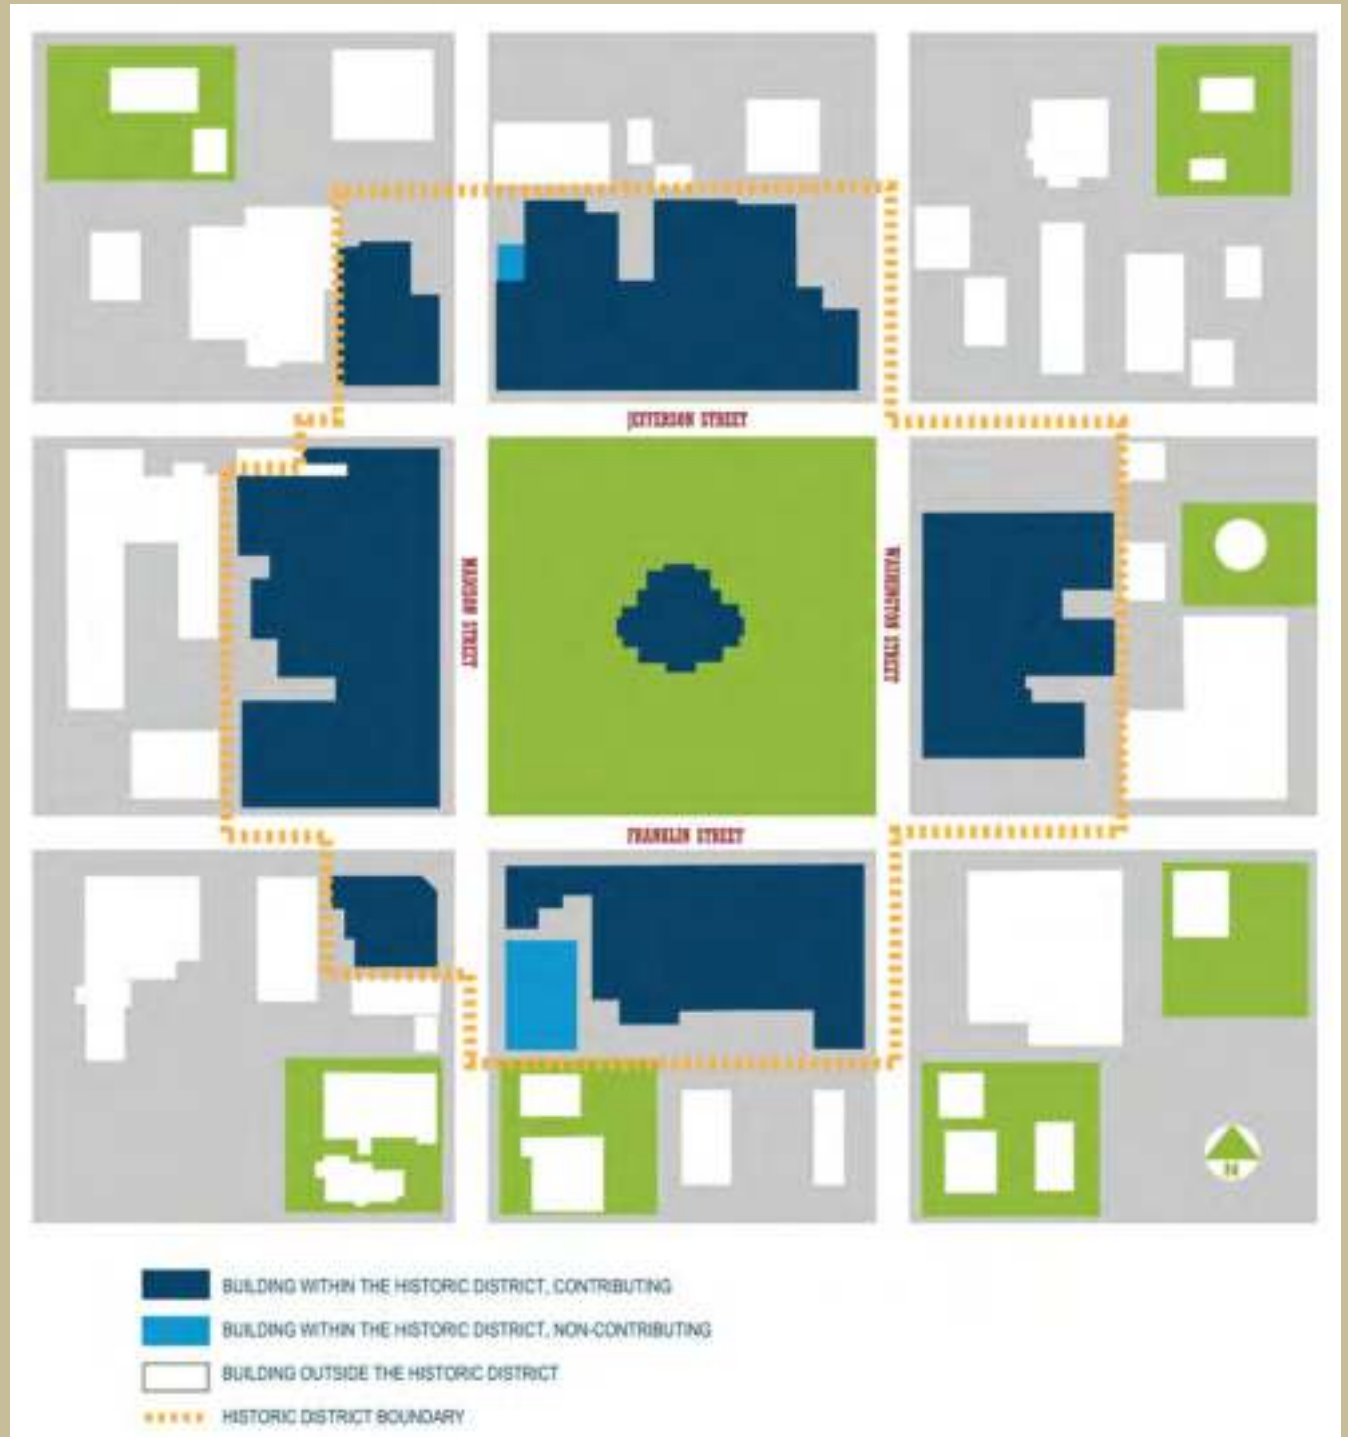 JEFFERSON STREET
MADISON STREET
WASHINGTON STREET
FRANKLIN STREET
N
BUILDING WITHIN THE HISTORIC DISTRICT, CONTRIBUTING
BUILDING WITHIN THE HISTORIC DISTRICT, NON-CONTRIBUTING
BUILDING OUTSIDE THE HISTORIC DISTRICT
HISTORIC DISTRICT BOUNDARY